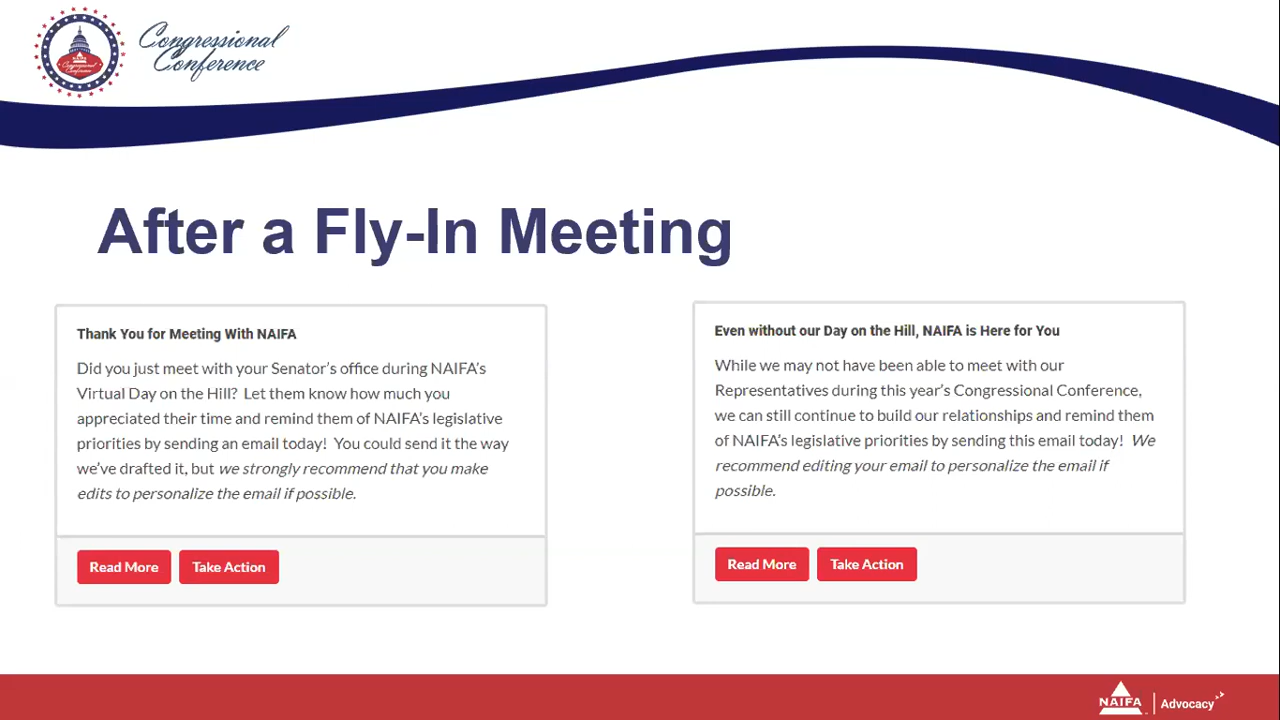 Congressional
Conference
After a Fly-In Meeting
Thank You for Meeting With NAIFA
Did you just meet with your Senator's office during NAIFA's
Virtual Day on the Hill?  Let them know how much you
appreciated their time and remind them of NAIFA's legislative
priorities by sending an email today!  You could send it the way
we've drafted it, but we strongly recommend that you make
edits to personalize the email if possible.
Read More
Take Action
Even without our Day on the Hill, NAIFA is Here for You
While we may not have been able to meet with our
Representatives during this year's Congressional Conference,
we can still continue to build our relationships and remind them
of NAIFA's legislative priorities by sending this email today!  We
recommend editing your email to personalize the email if
possible.
Read More
Take Action
NAIFA
Advocacy